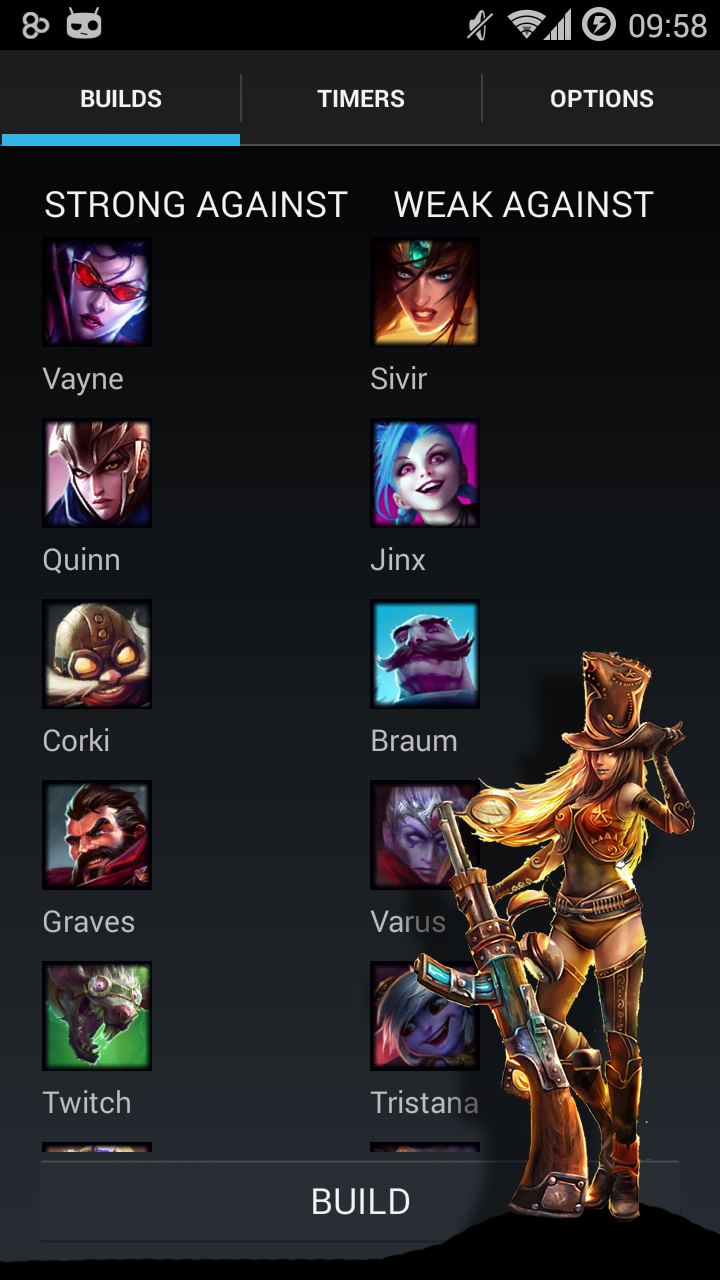 09:58
BUILDS TIMERS OPTIONS
STRONG AGAINST WEAK AGAINST
Vayne Sivir
Quinn Jinx
Corki Braum
Graves Varus
Twitch Tristana
BUILD